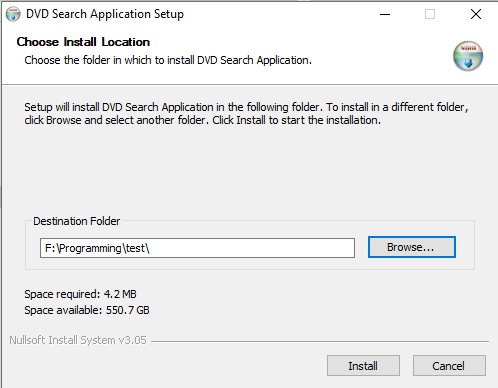 DVD Search Application Setup
Choose Install Location
Choose the folder in which to install DVD Search Application.
Setup will install DVD Search Application in the following folder. To install in a different folder,
click Browse and select another folder. Click Install to start the installation.
Destination Folder
F:\Programming\test\
Browse...
Space required: 4.2 MB
Space available: 550.7 GB
Nullsoft Install System v3.05
Install
Cancel